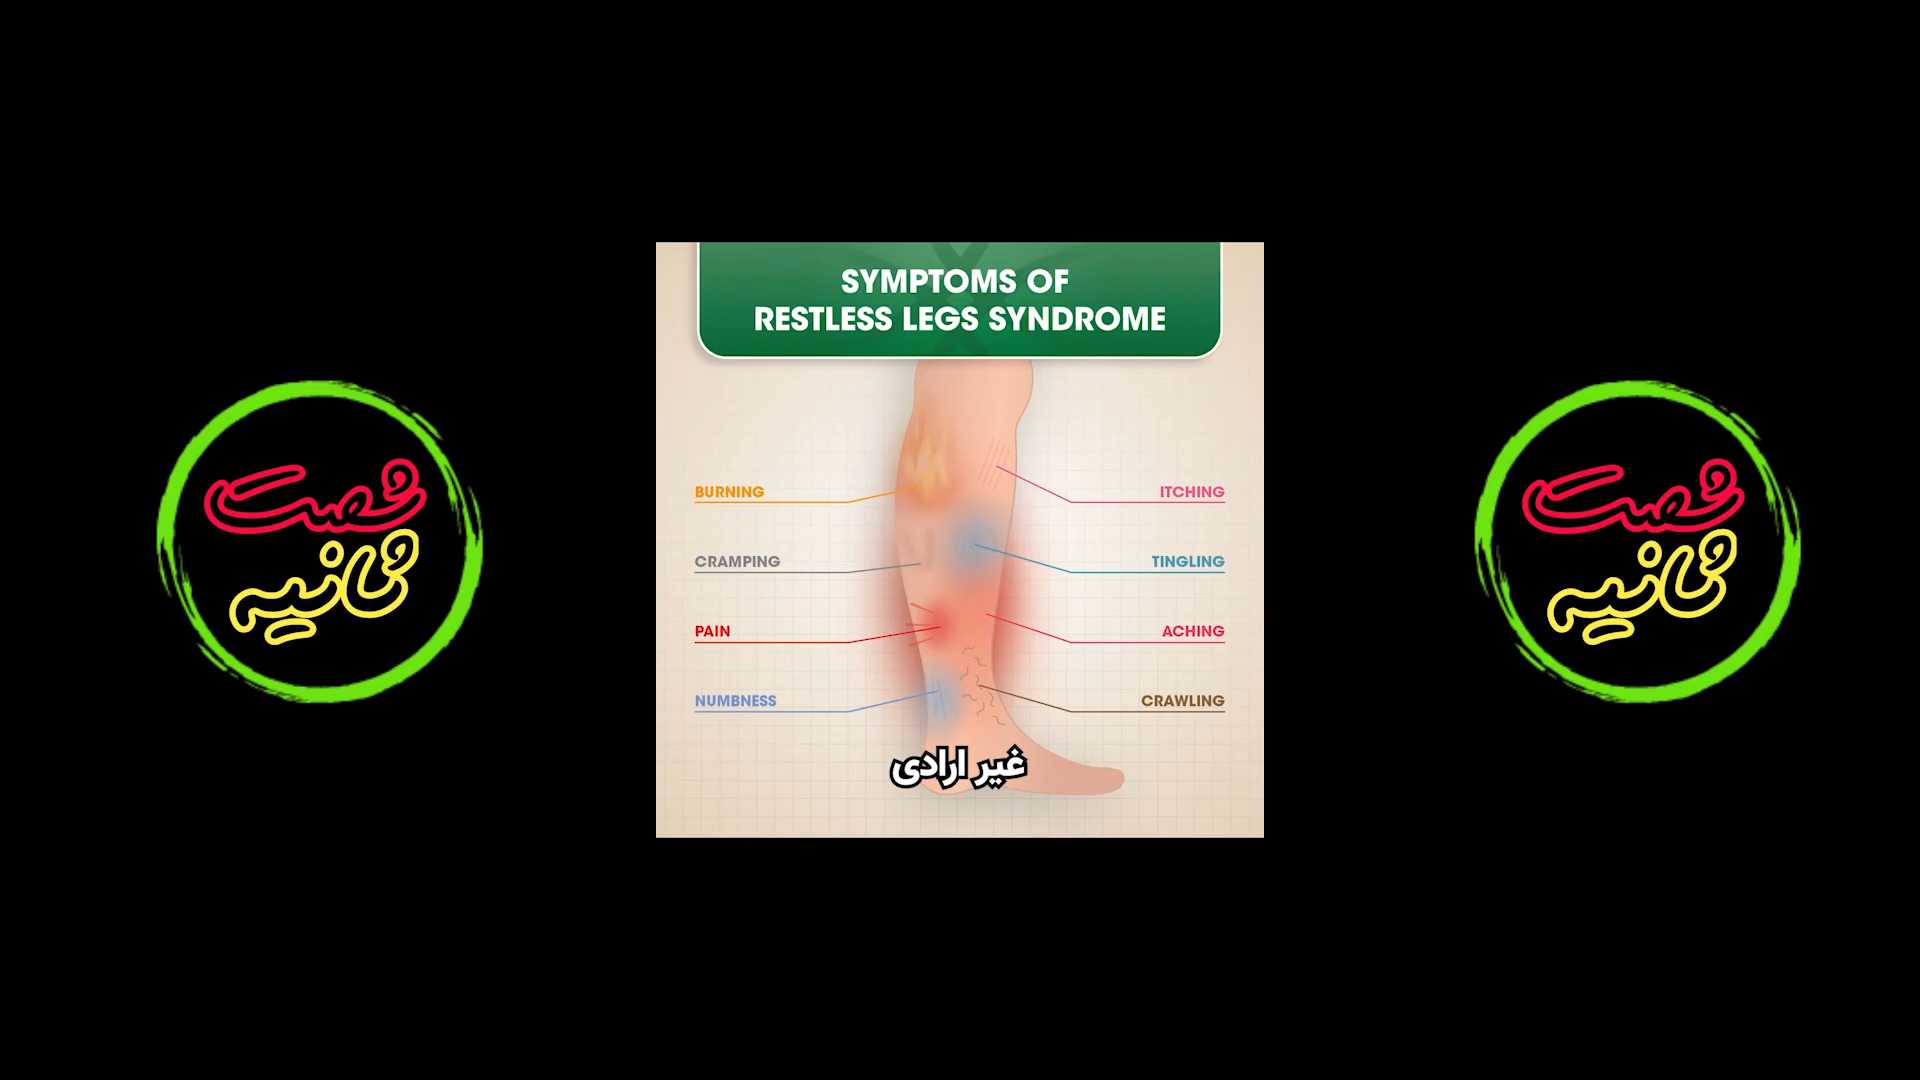 SYMPTOMS OF
RESTLESS LEGS SYNDROME
BURNING
ITCHING
CRAMPING
TINGLING
PAIN
ACHING
NUMBNESS
CRAWLING
غیر ارادی